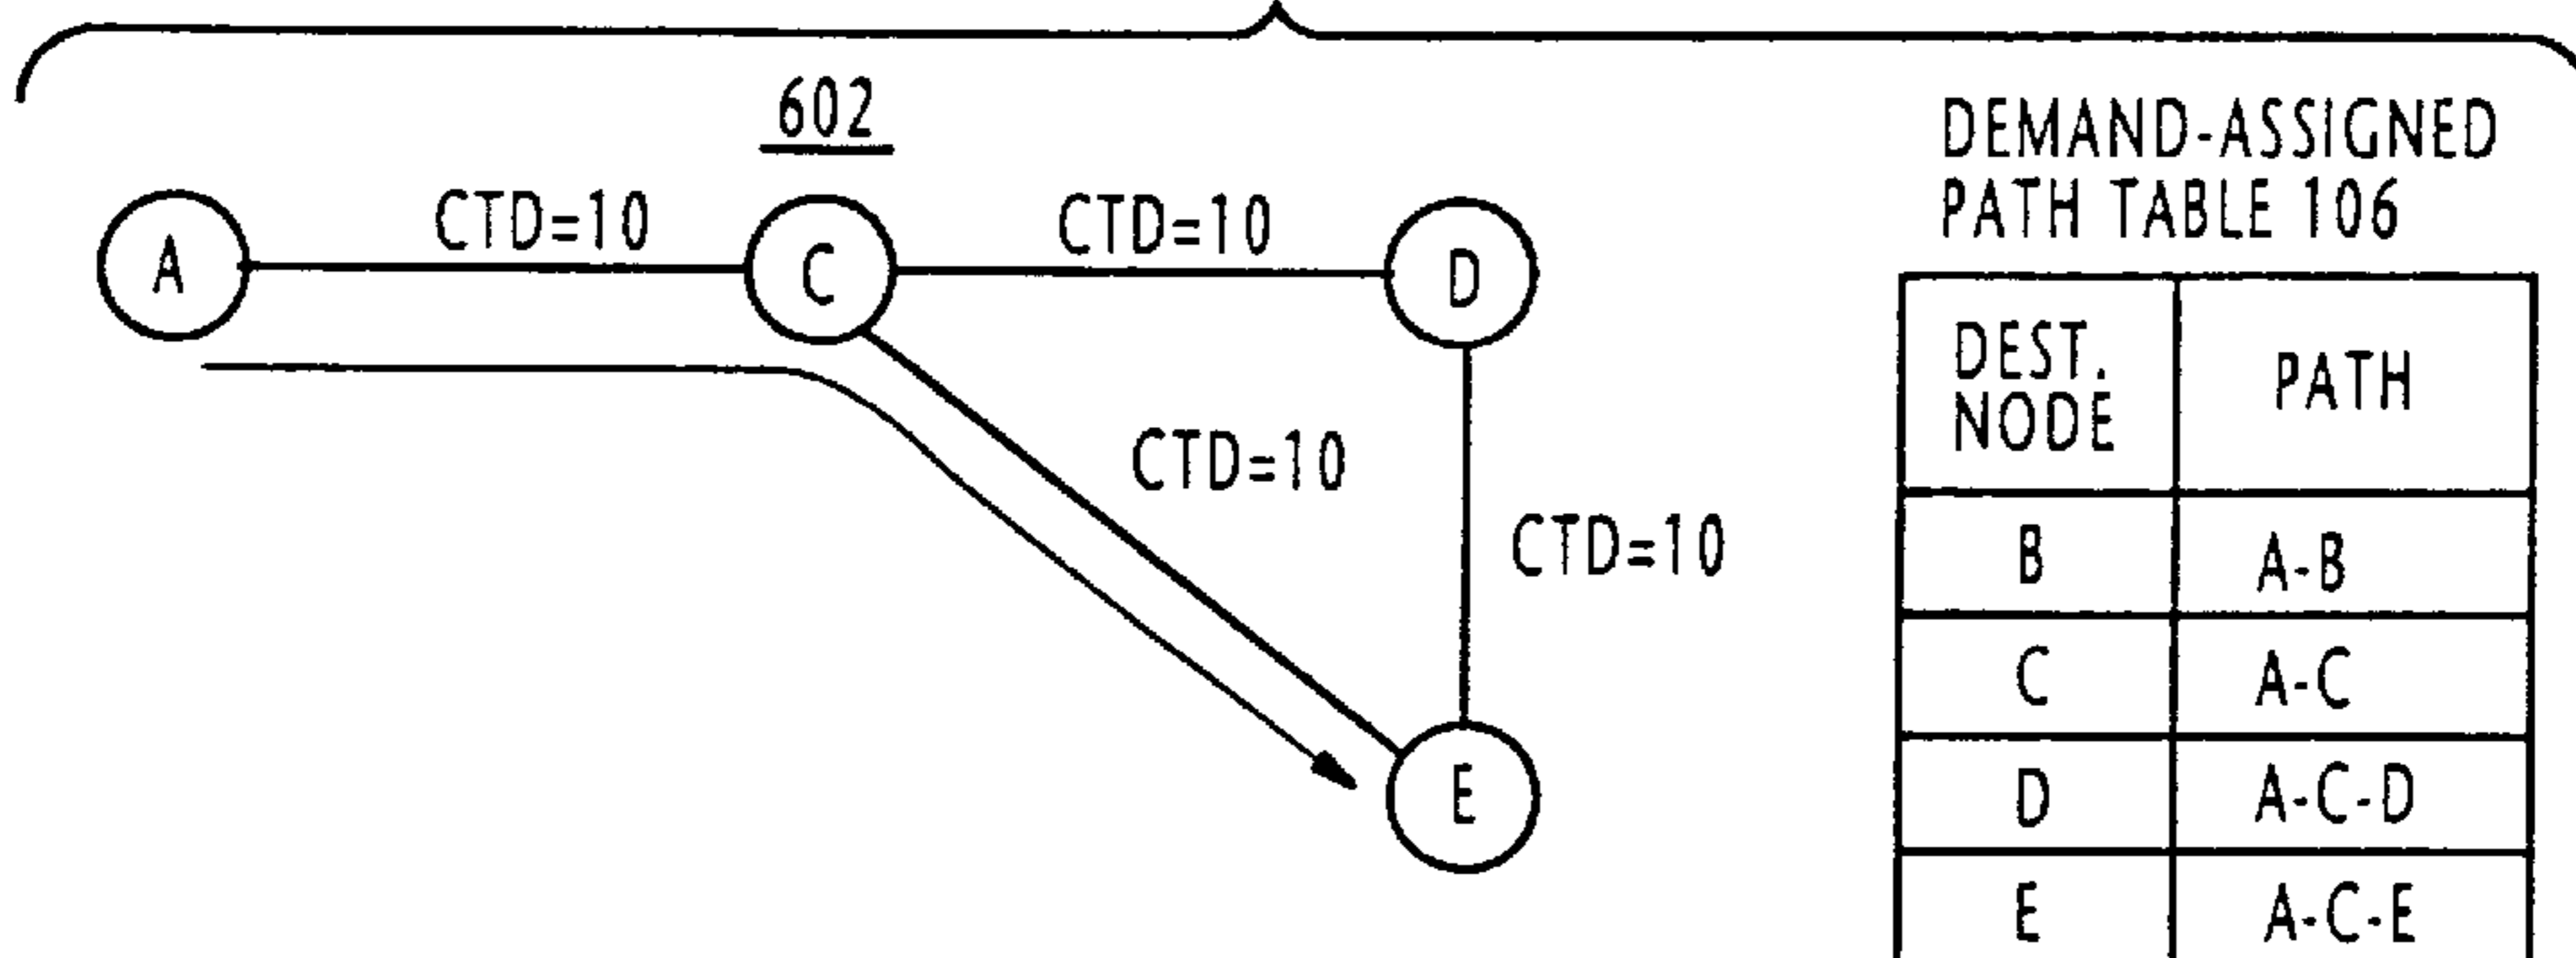 602
A
CTD=10
C
CTD=10
D
CTD=10
CTD=10
E
DEMAND-ASSIGNED
PATH TABLE 106
DEST.
NODE
PATH
B
A-B
C
A-C
D
A-C-D
E
A-C-E